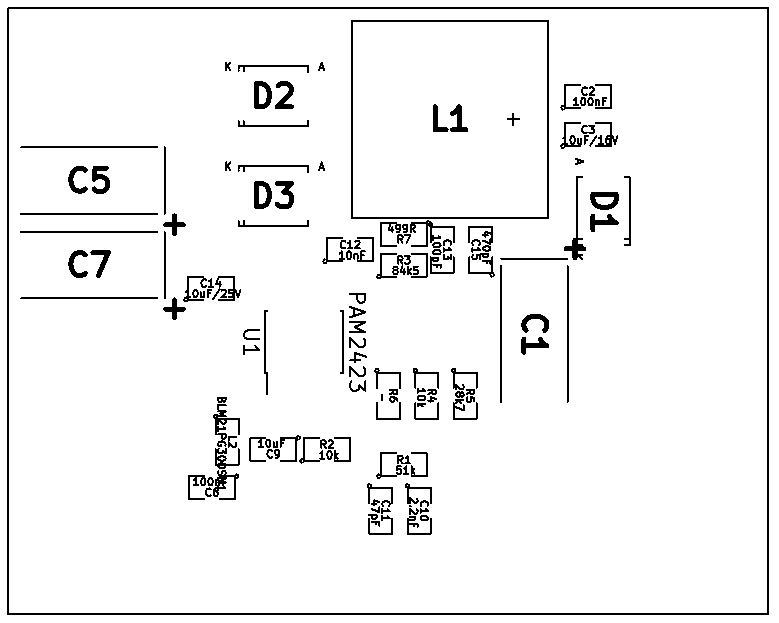 K
A
D2
L1
C2
100nF
C3
10uF/16V
A
D1
K
K
A
D3
C5
C7
C14
10uF/25V
C12
10nF
499R
R7
R3
84k5
C13
100pF
C15
470pF
C1
U1
PAM2423
R6
-
R4
10k
R5
28k7
L2
10uF
C9
R2
10k
R1
51k
C6
C11
47pF
C10
2.2nF